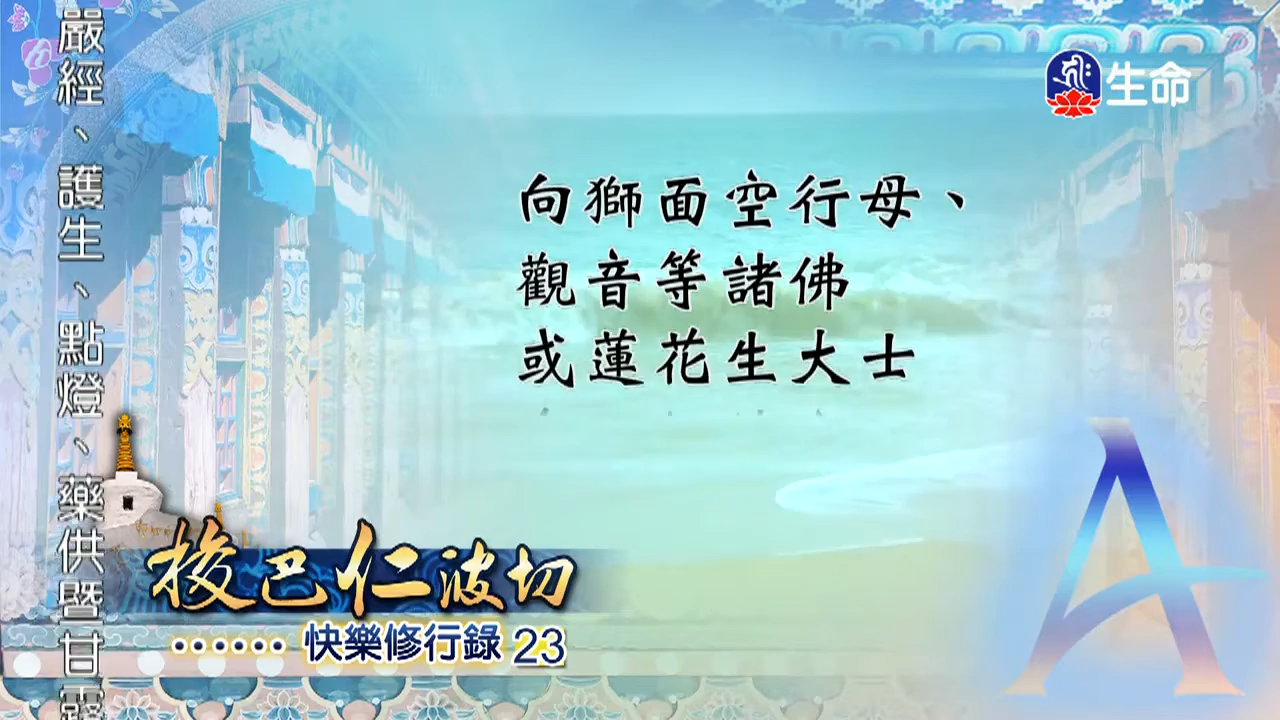 生命
向獅面空行母、
觀音等諸佛
或蓮花生大士
嚴經、護生、點燈、藥供暨甘露
梭巴仁波切
······快樂修行錄 23
A